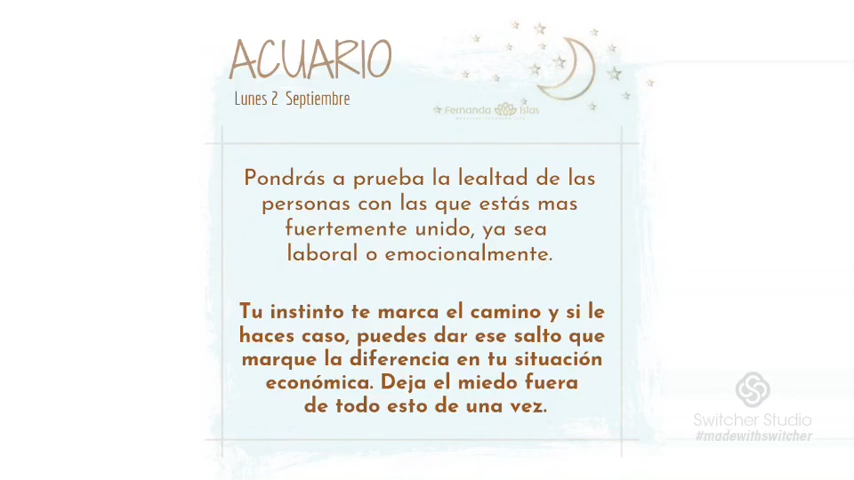 ACUARIO
Lunes 2 Septiembre
Fernanda Islas
Pondrás a prueba la lealtad de las
personas con las que estás mas
fuertemente unido, ya sea
laboral o emocionalmente.
Tu instinto te marca el camino y si le
haces caso, puedes dar ese salto que
marque la diferencia en tu situación
económica. Deja el miedo fuera
de todo esto de una vez.
Switcher Studio
#madewithswitcher